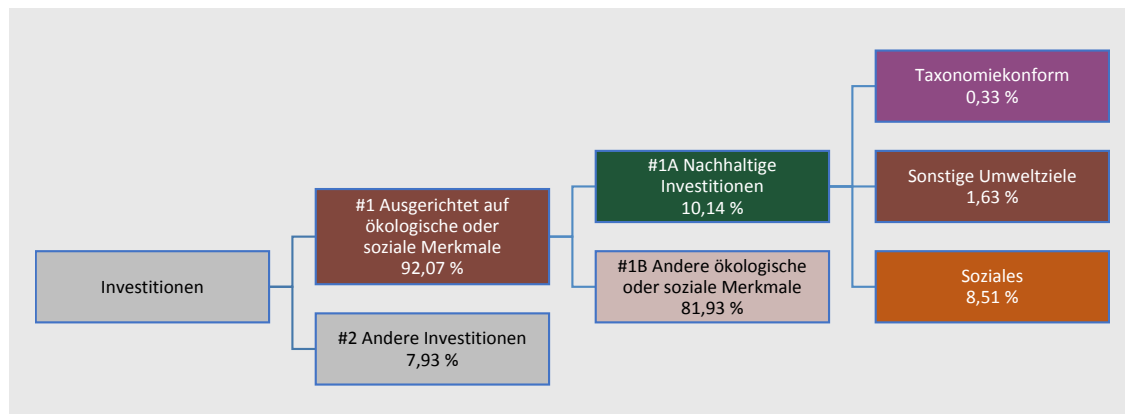 Investitionen
#1 Ausgerichtet auf
ökologische oder
soziale Merkmale
92,07 %
#2 Andere Investitionen
7,93 %
#1A Nachhaltige
Investitionen
10,14 %
#1B Andere ökologische
oder soziale Merkmale
81,93 %
Taxonomiekonform
0,33 %
Sonstige Umweltziele
1,63 %
Soziales
8,51 %